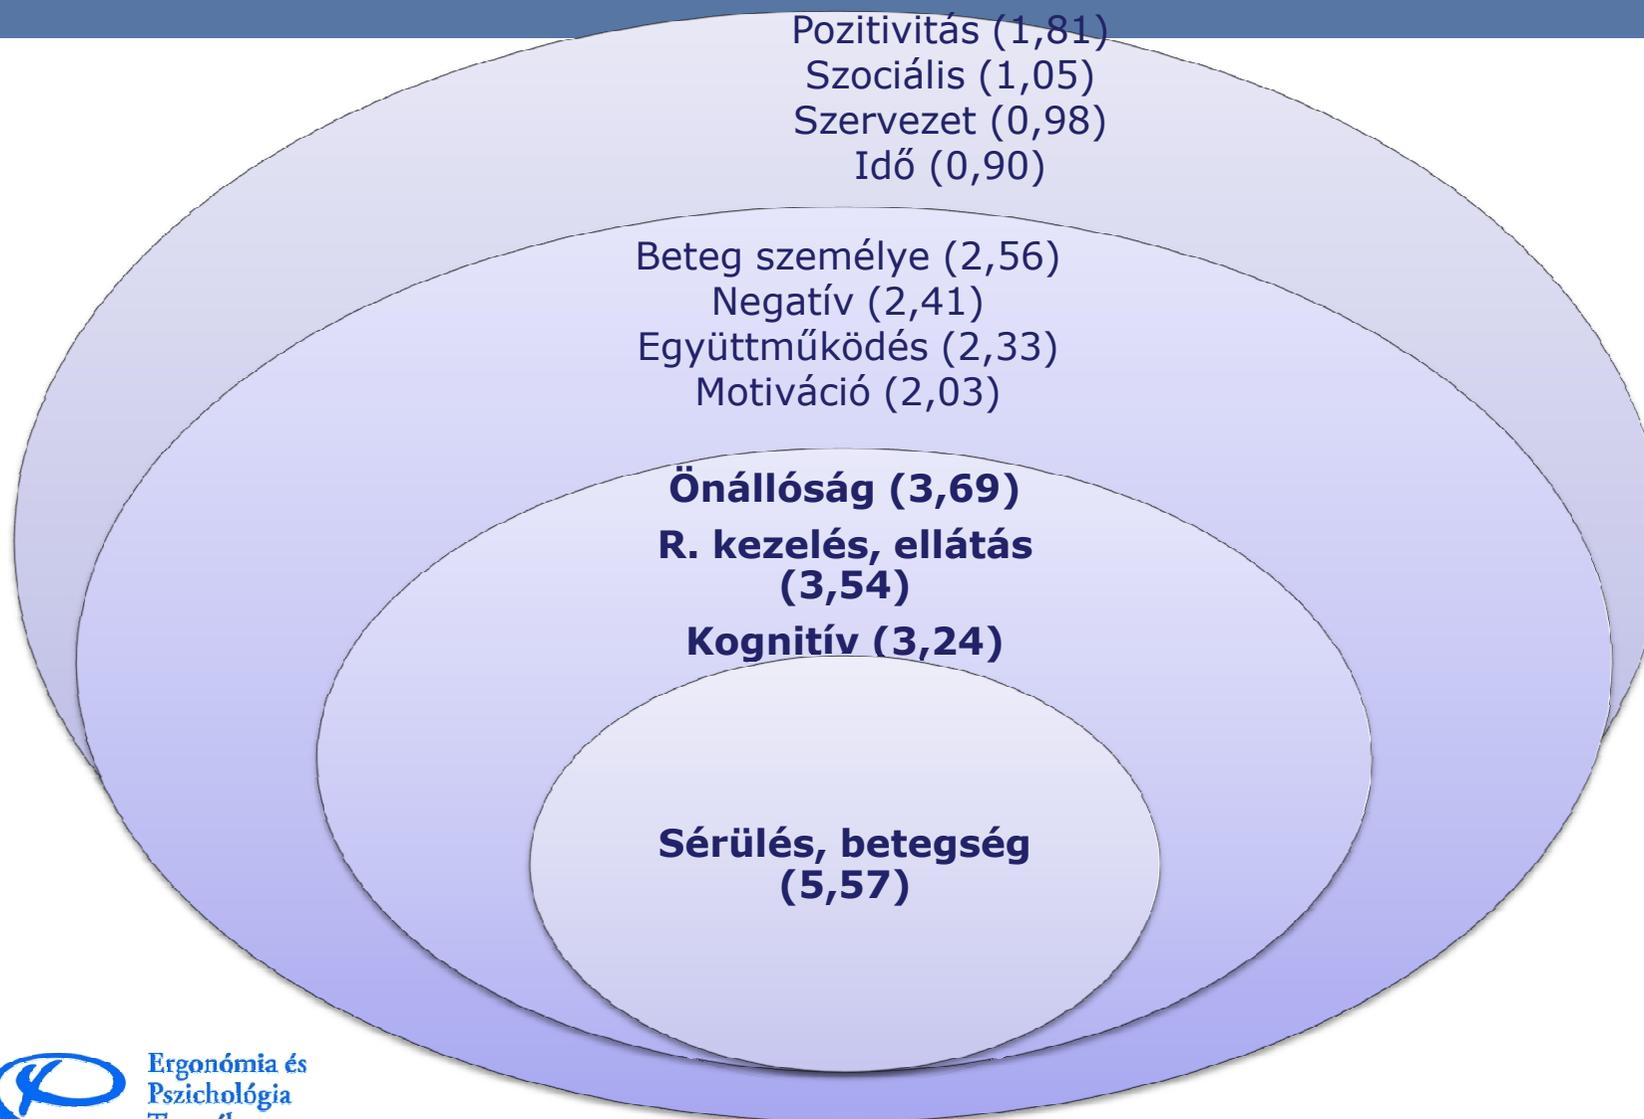 Pozitivitás (1,81)
Szociális (1,05)
Szervezet (0,98)
Idő (0,90)
Beteg személye (2,56)
Negatív (2,41)
Együttműködés (2,33)
Motiváció (2,03)
Önállóság (3,69)
R. kezelés, ellátás
(3,54)
Kognitív (3,24)
Sérülés, betegség
(5,57)
Ergonómia és
Pszichológia